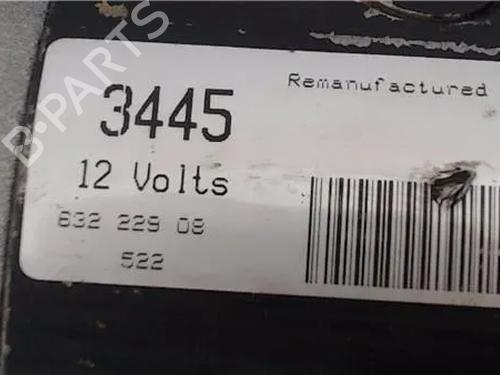 B-PARTS
Remanufactured
3445
12 Volts
632 229 08
522